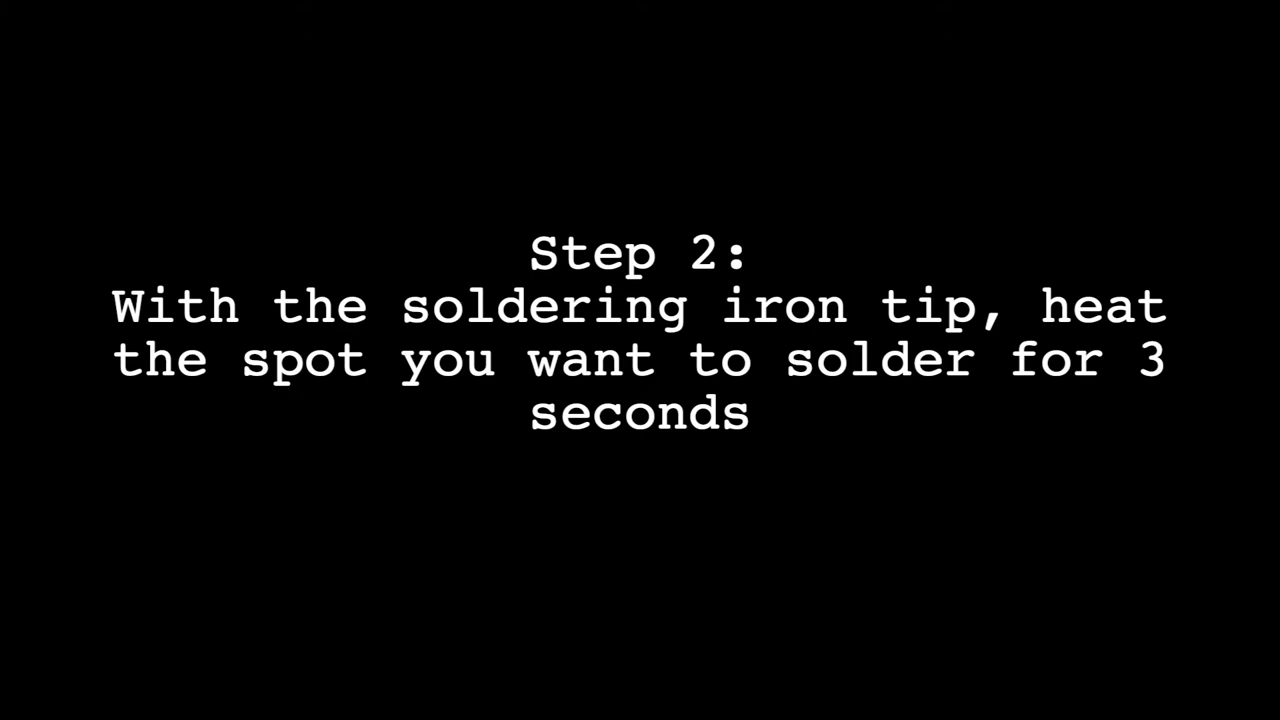 Step 2:
With the soldering iron tip, heat
the spot you want to solder for 3
seconds